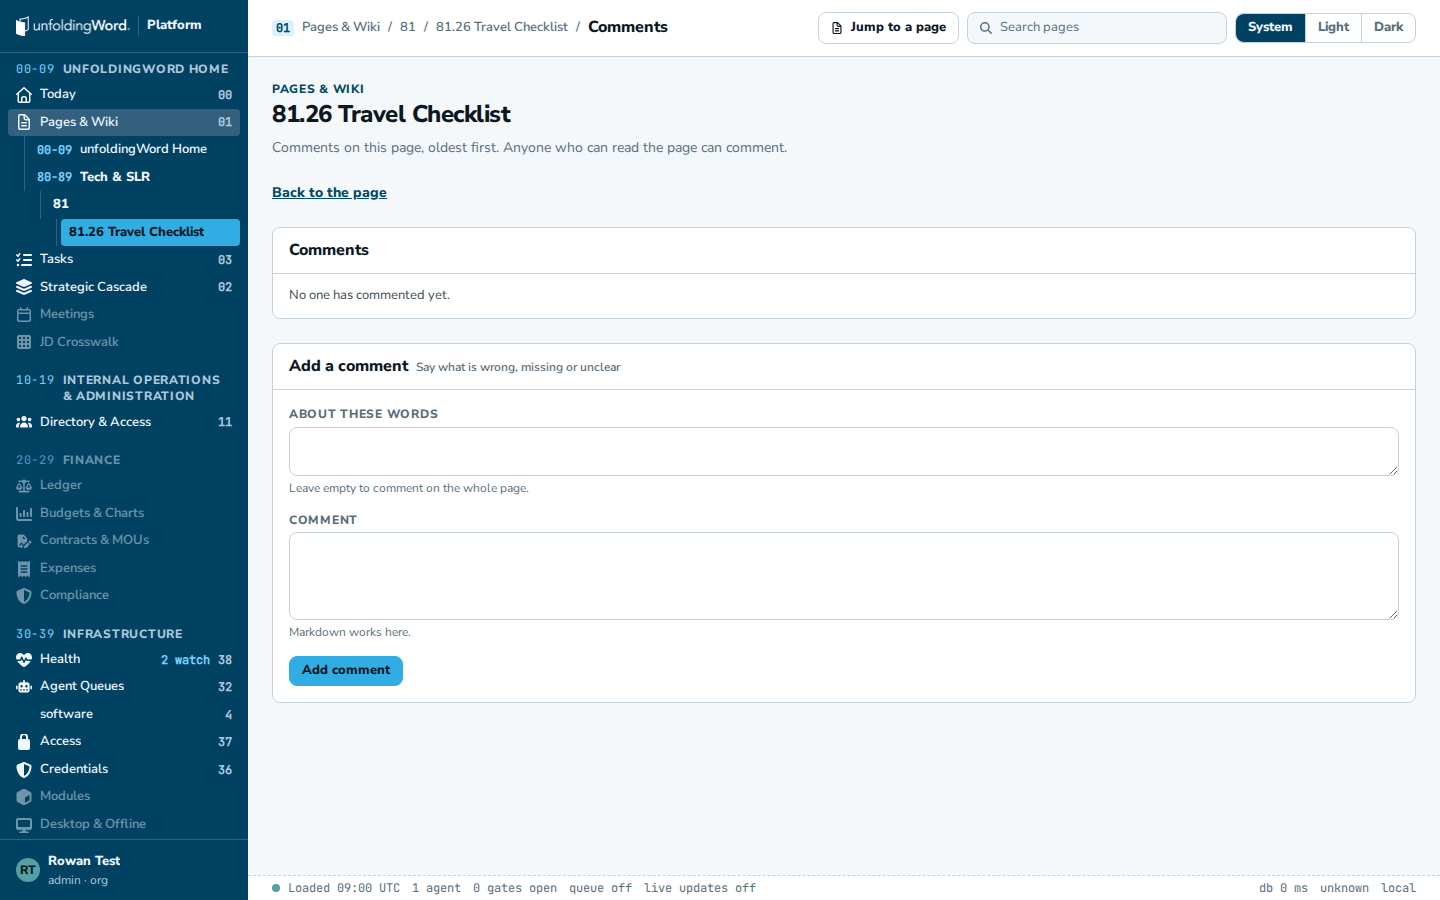 unfoldingWord Platform
00-09 UNFOLDINGWORD HOME
Today 00
Pages & Wiki 01
00-09 unfoldingWord Home
80-89 Tech & SLR
81
81.26 Travel Checklist
Tasks 03
Strategic Cascade 02
Meetings
JD Crosswalk
10-19 INTERNAL OPERATIONS
& ADMINISTRATION
Directory & Access 11
20-29 FINANCE
Ledger
Budgets & Charts
Contracts & MOUs
Expenses
Compliance
30-39 INFRASTRUCTURE
Health 2 watch 38
Agent Queues 32
software 4
Access 37
Credentials 36
Modules
Desktop & Offline
RT Rowan Test
admin · org
01 Pages & Wiki / 81 / 81.26 Travel Checklist / Comments
Jump to a page
Search pages
System Light Dark
PAGES & WIKI
81.26 Travel Checklist
Comments on this page, oldest first. Anyone who can read the page can comment.
Back to the page
Comments
No one has commented yet.
Add a comment Say what is wrong, missing or unclear
ABOUT THESE WORDS
Leave empty to comment on the whole page.
COMMENT
Markdown works here.
Add comment
Loaded 09:00 UTC 1 agent 0 gates open queue off live updates off
db 0 ms unknown local